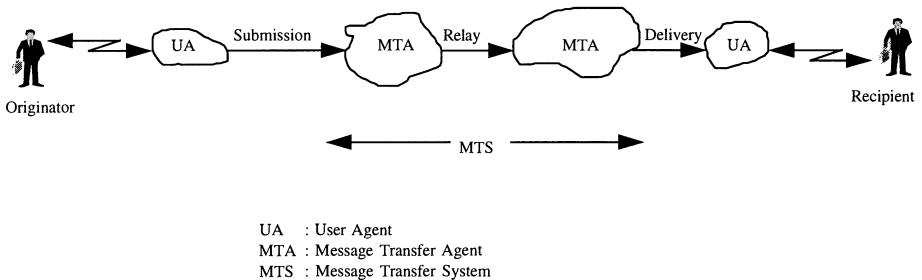 UA
Submission
MTA
Relay
MTA
Delivery
UA
Originator
Recipient
MTS
UA : User Agent
MTA : Message Transfer Agent
MTS : Message Transfer System